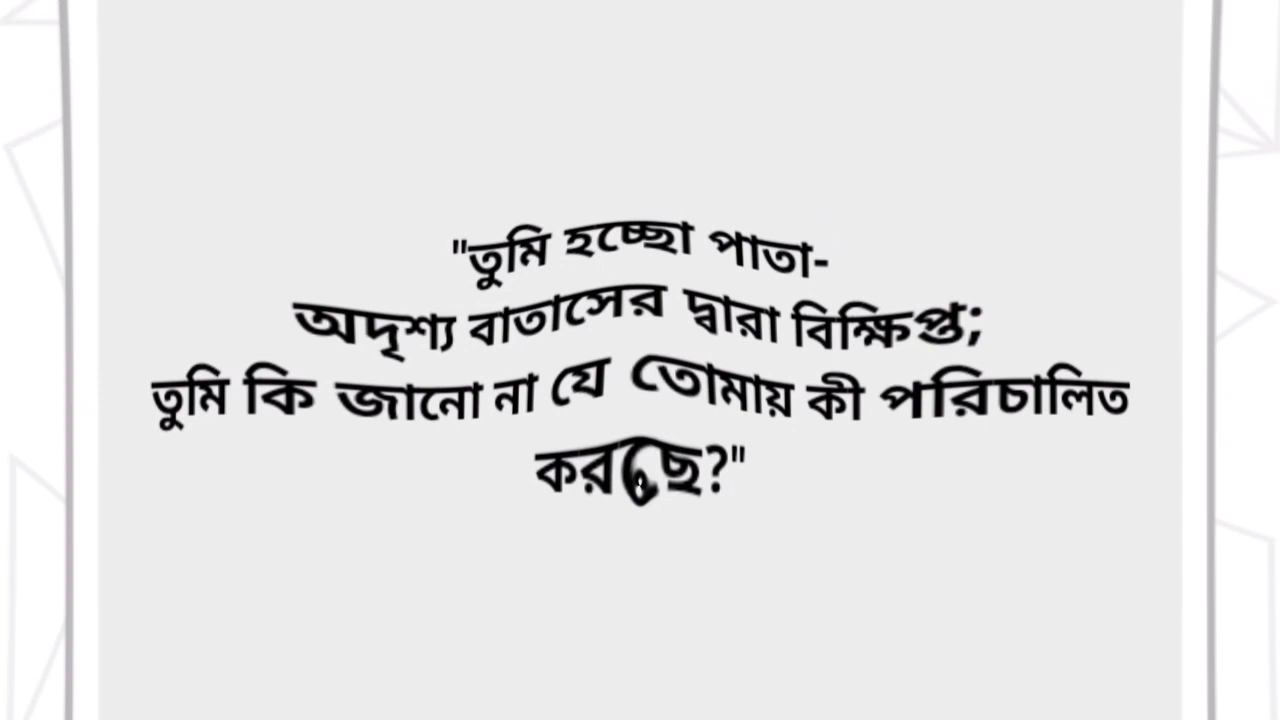 "তুমি হচ্ছো পাতা-
অদৃশ্য বাতাসের দ্বারা বিক্ষিপ্ত;
তুমি কি জানো না যে তোমায় কী পরিচালিত
করছে?"